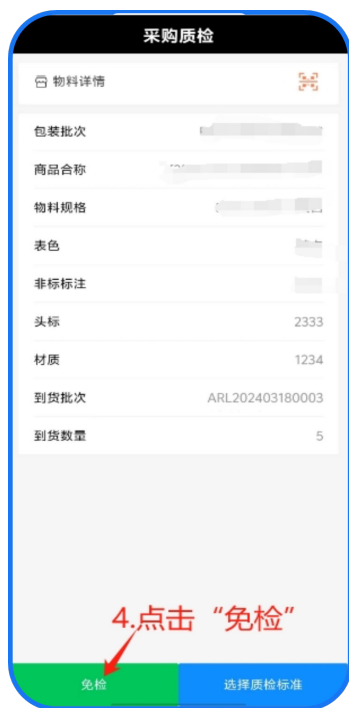 采购质检
物料详情
包装批次
商品合称
物料规格
表色
非标标注
头标 2333
材质 1234
到货批次 ARL202403180003
到货数量 5
4.点击“免检”
免检 选择质检标准